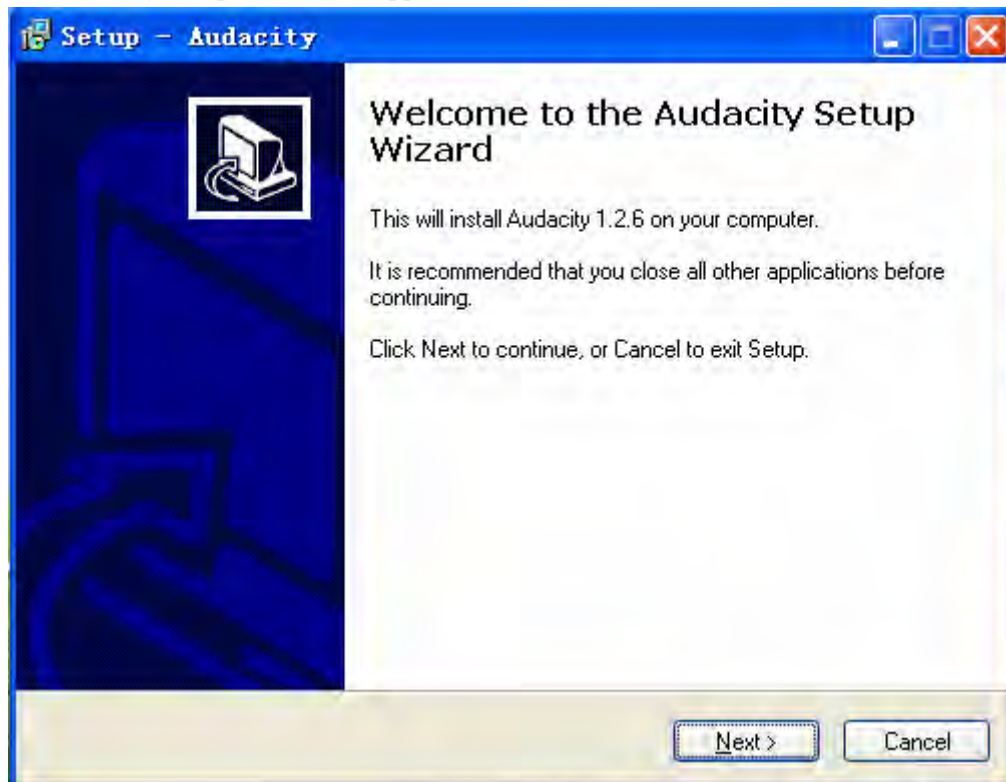 Setup - Audacity
Welcome to the Audacity Setup
Wizard
This will install Audacity 1.2.6 on your computer.
It is recommended that you close all other applications before
continuing.
Click Next to continue, or Cancel to exit Setup.
Next >
Cancel